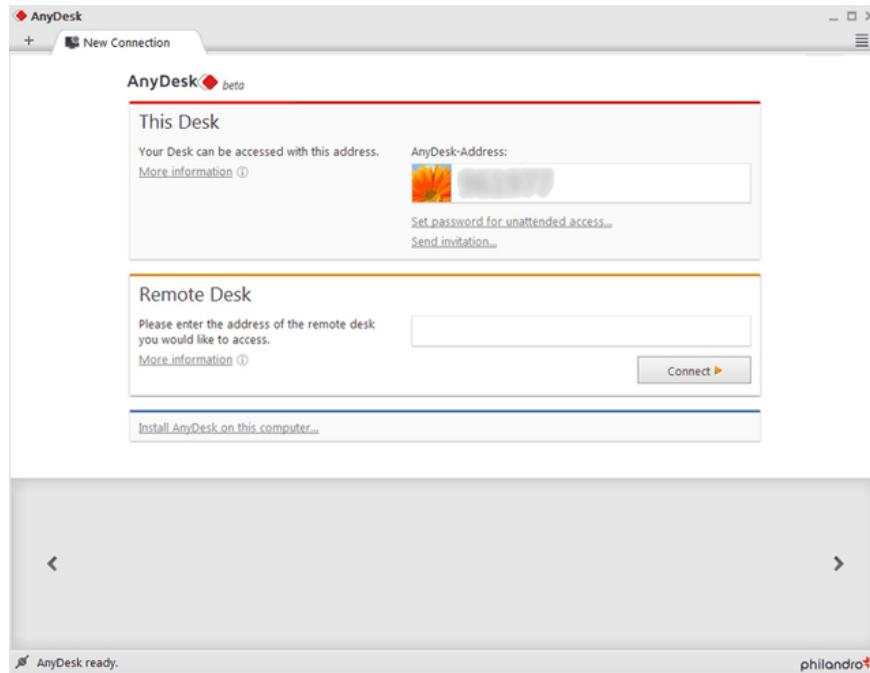 AnyDesk
+ New Connection
AnyDesk beta
This Desk
Your Desk can be accessed with this address.
More information
AnyDesk-Address:
Set password for unattended access...
Send invitation...
Remote Desk
Please enter the address of the remote desk
you would like to access.
More information
Connect
Install AnyDesk on this computer...
AnyDesk ready.
philandro